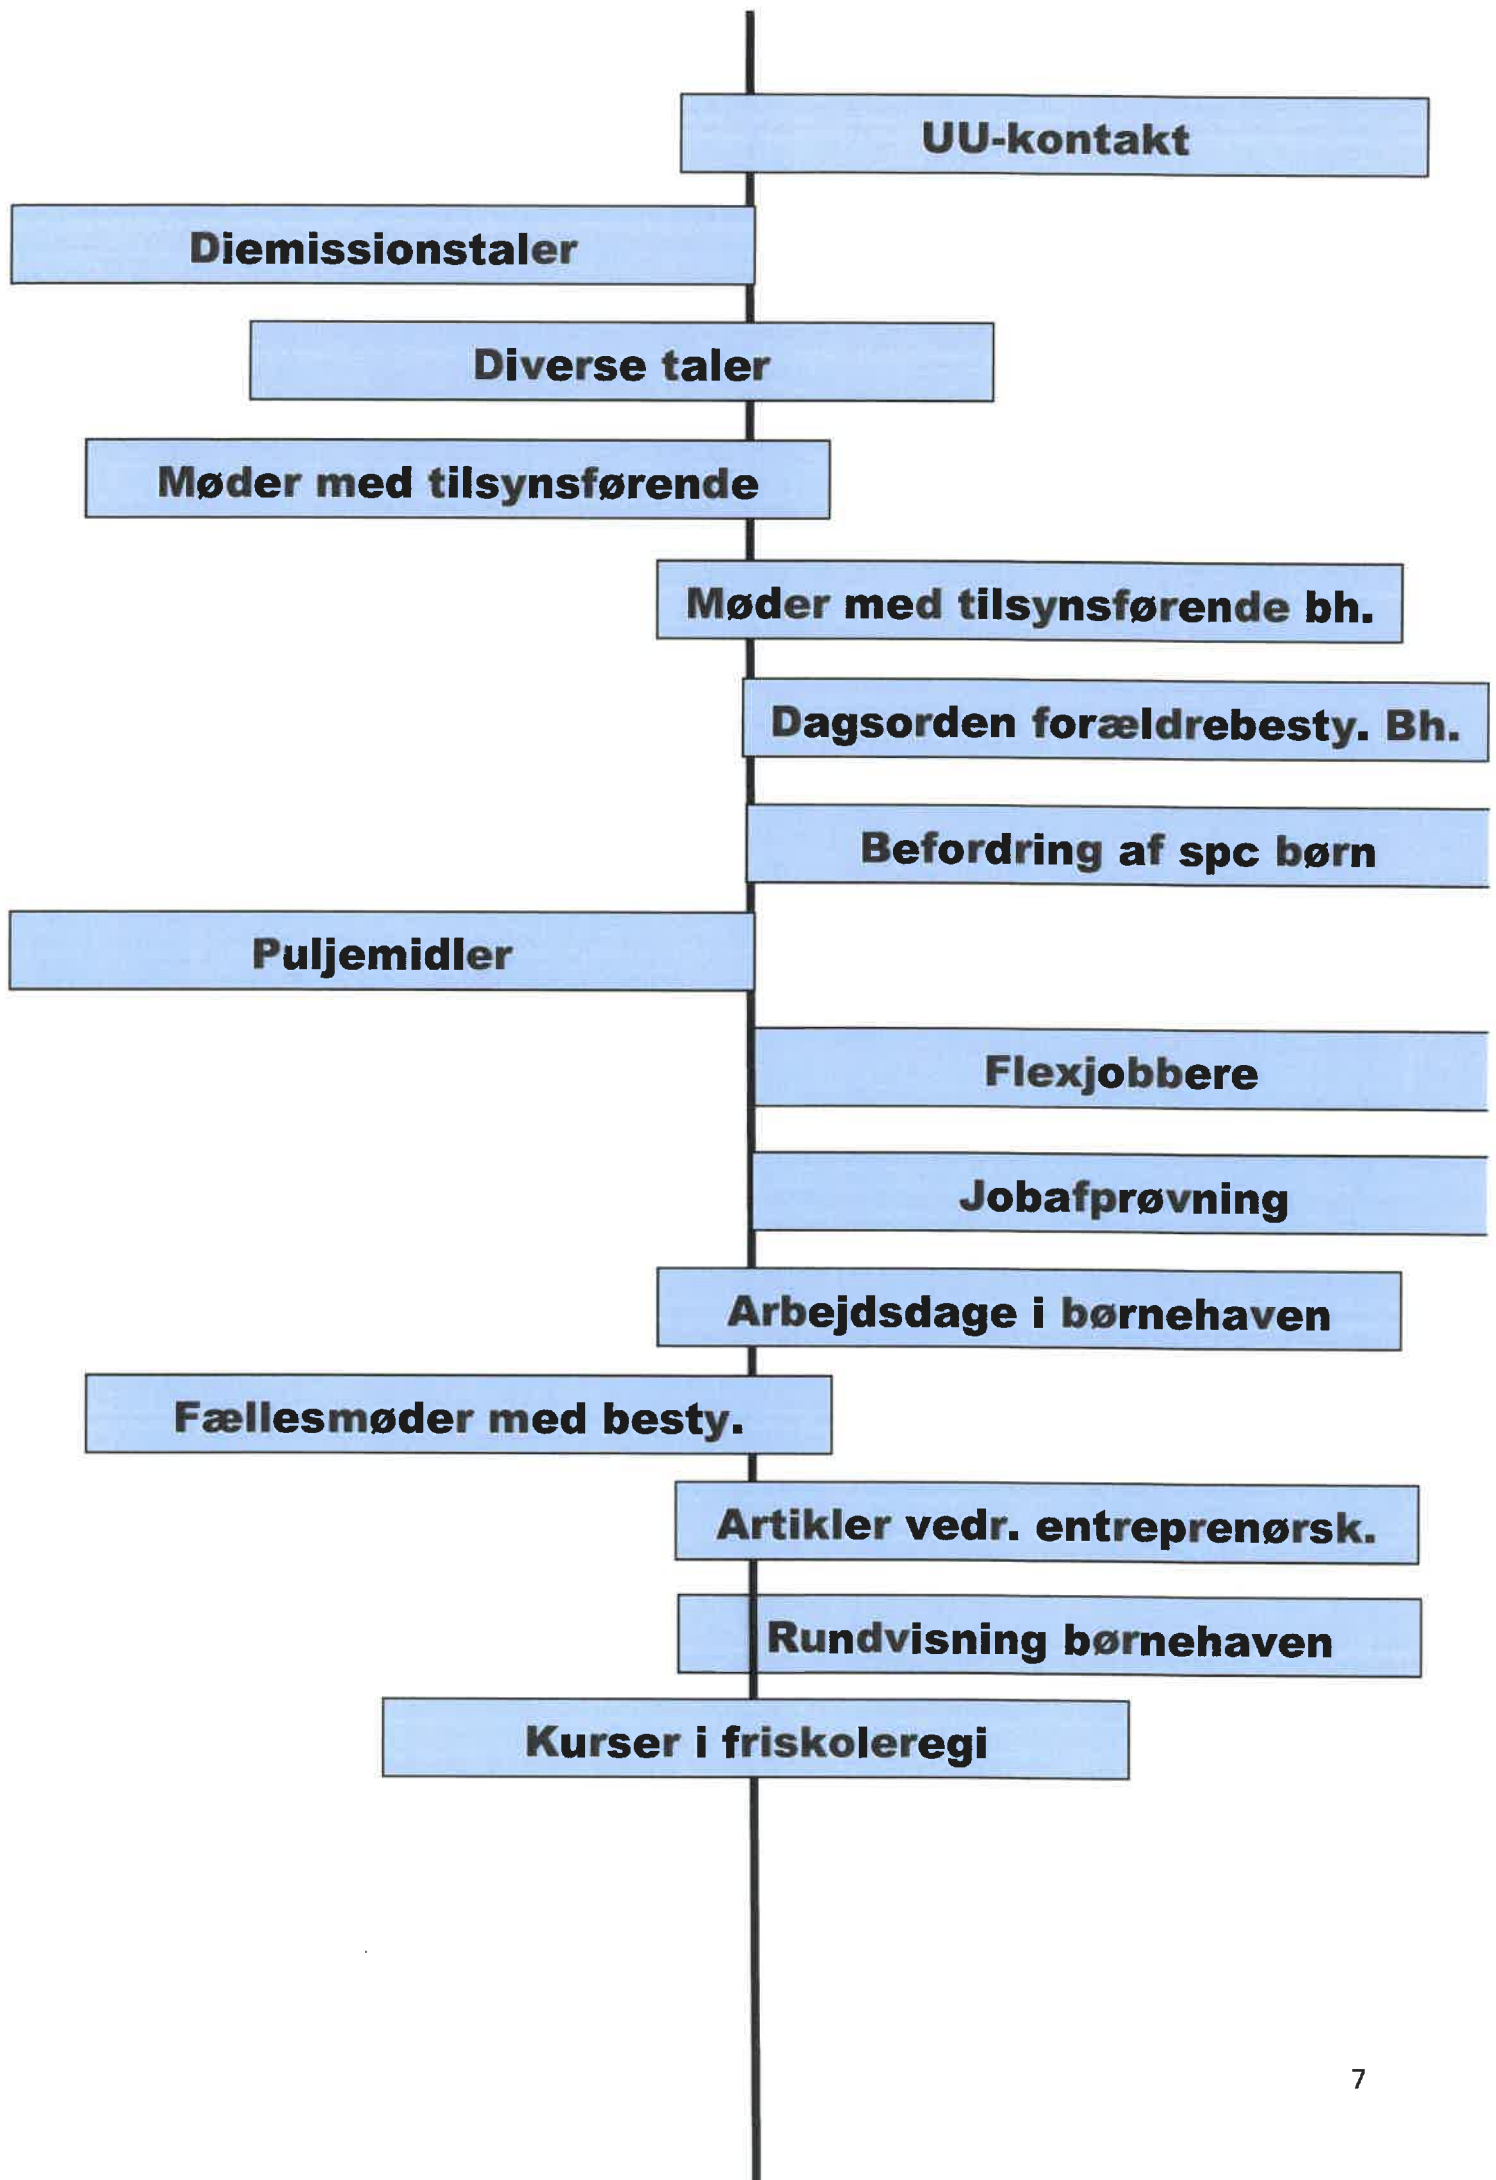 UU-kontakt
Diemissionstaler
Diverse taler
Møder med tilsynsførende
Møder med tilsynsførende bh.
Dagsorden forældrebesty. Bh.
Befordring af spc børn
Puljemidler
Flexjobbere
Jobafprøvning
Arbejdsdage i børnehaven
Fællesmøder med besty.
Artikler vedr. entreprenørsk.
Rundvisning børnehaven
Kurser i friskoleregi
7